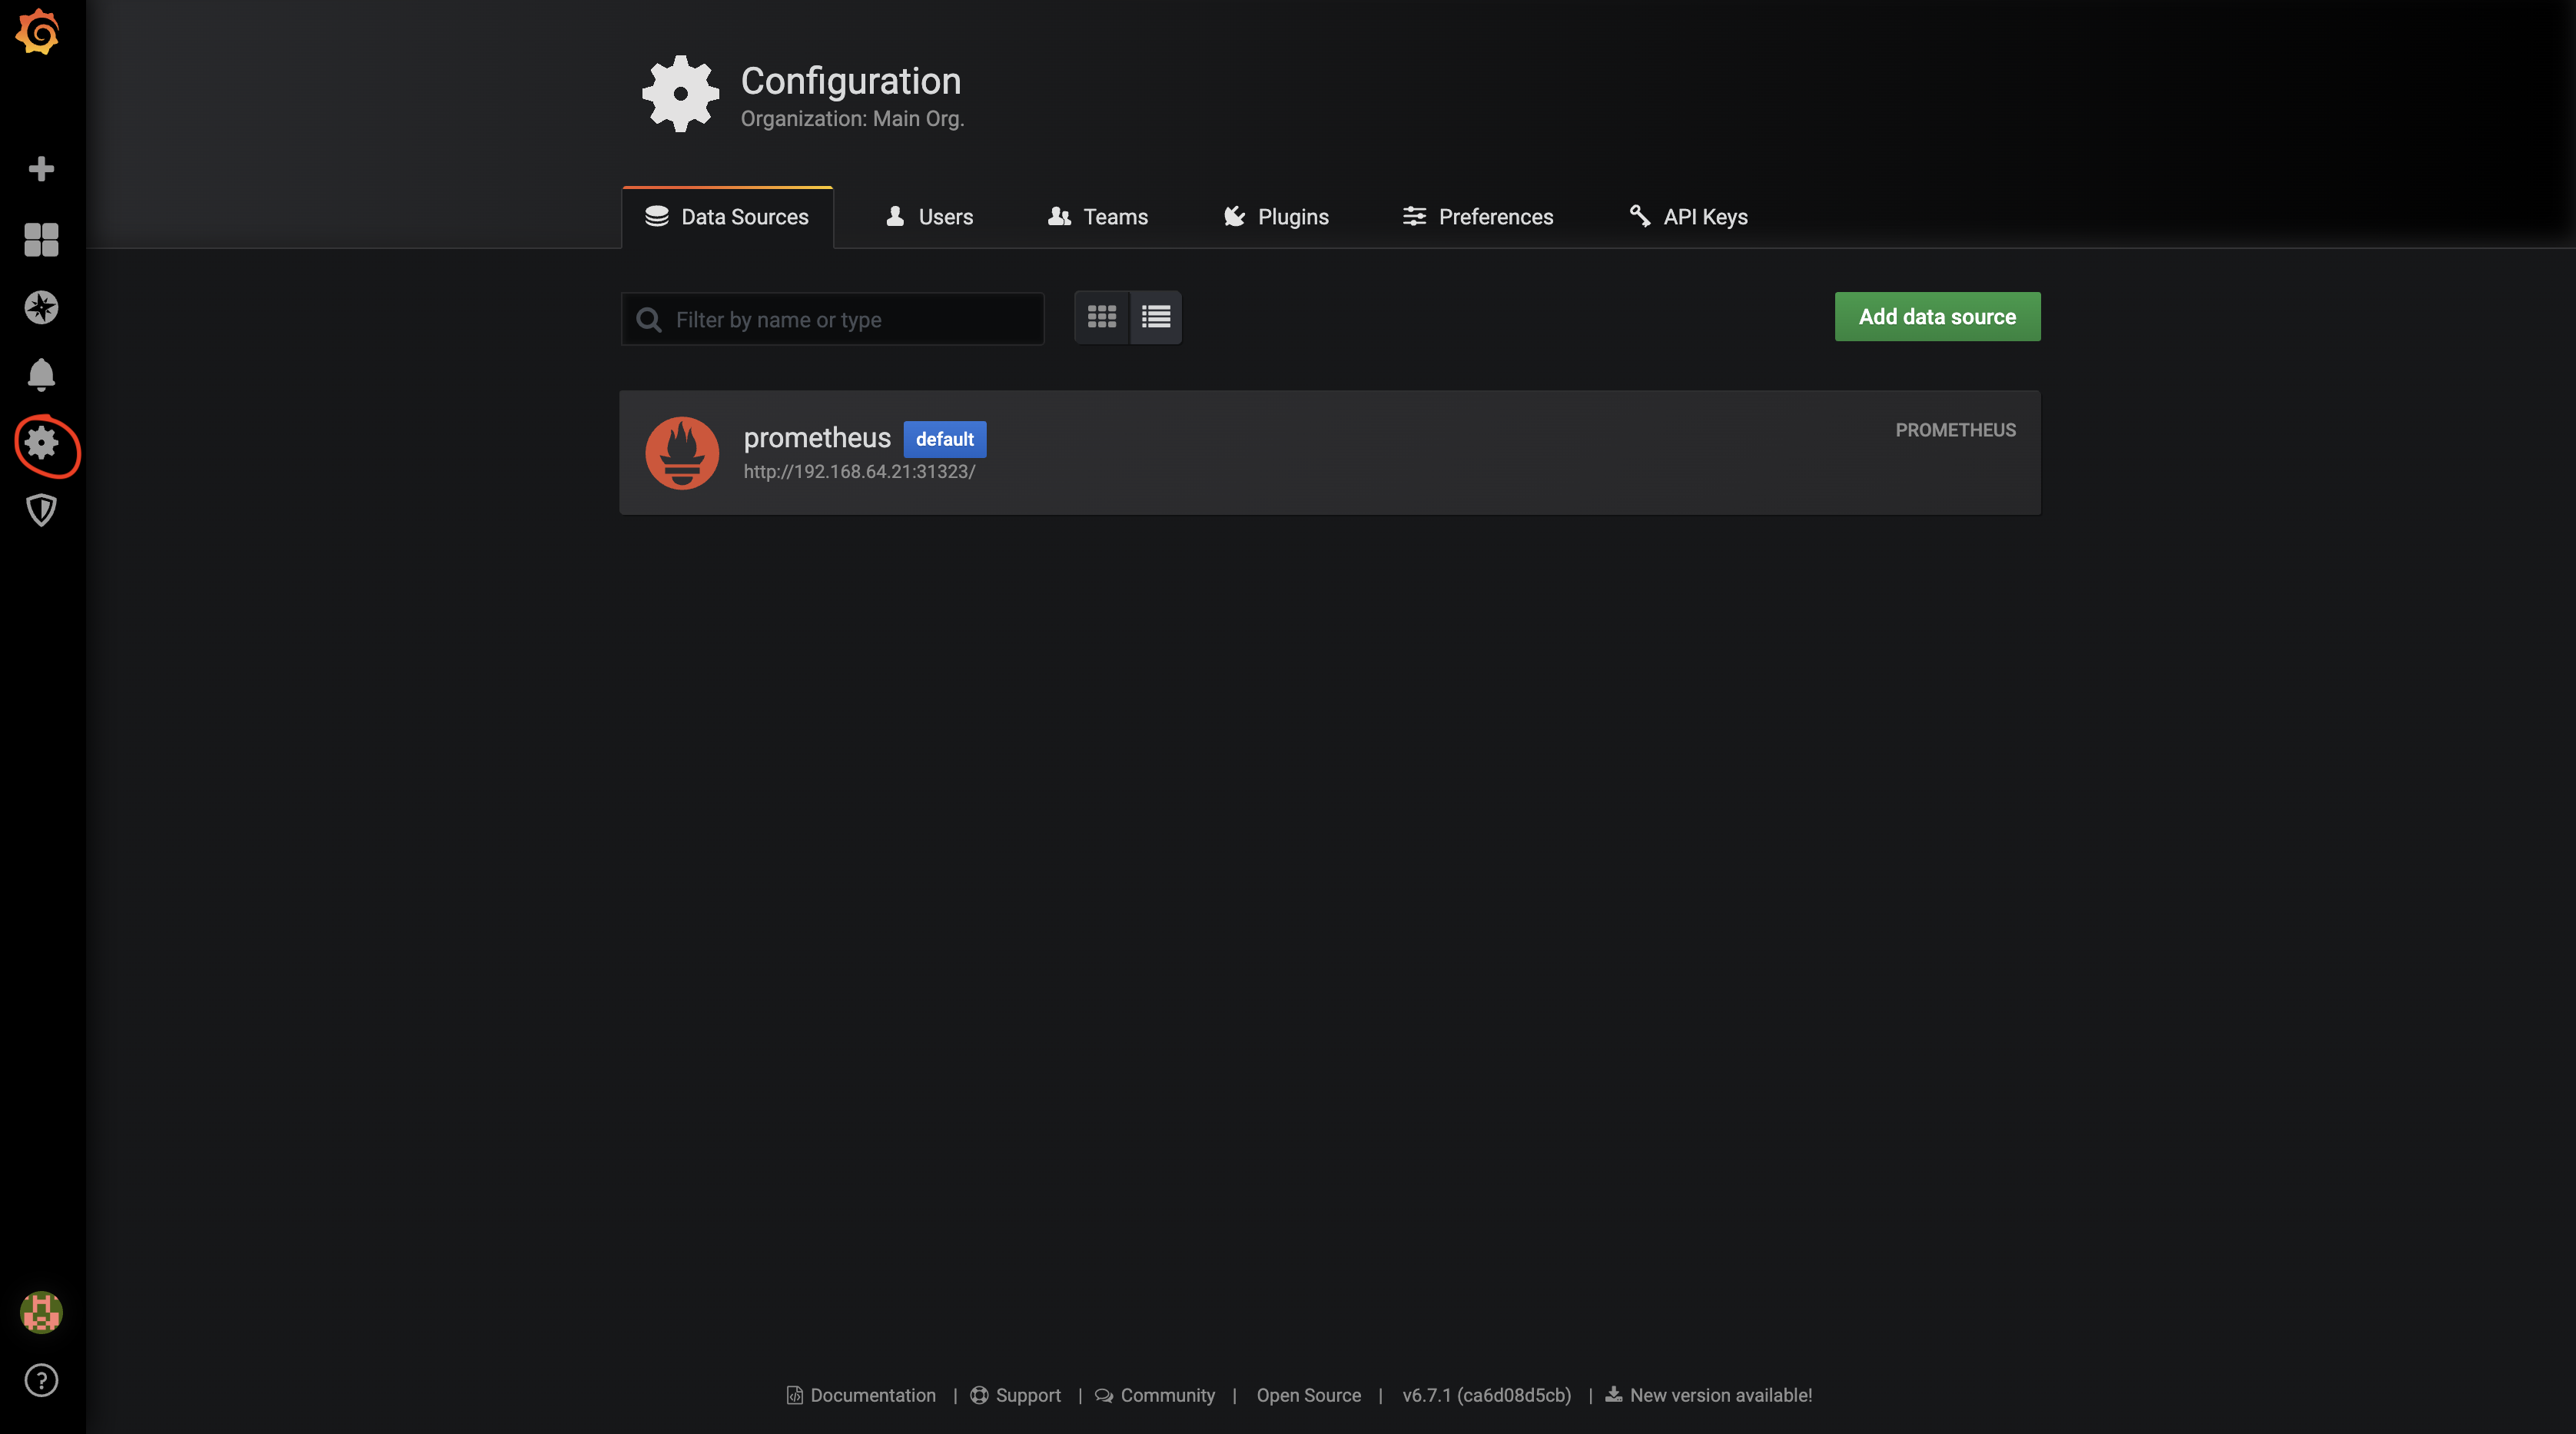 Configuration
Organization: Main Org.
Data Sources Users Teams Plugins Preferences API Keys
Filter by name or type
Add data source
prometheus default PROMETHEUS
http://192.168.64.21:31323/
Documentation | Support | Community | Open Source | v6.7.1 (ca6d08d5cb) | New version available!